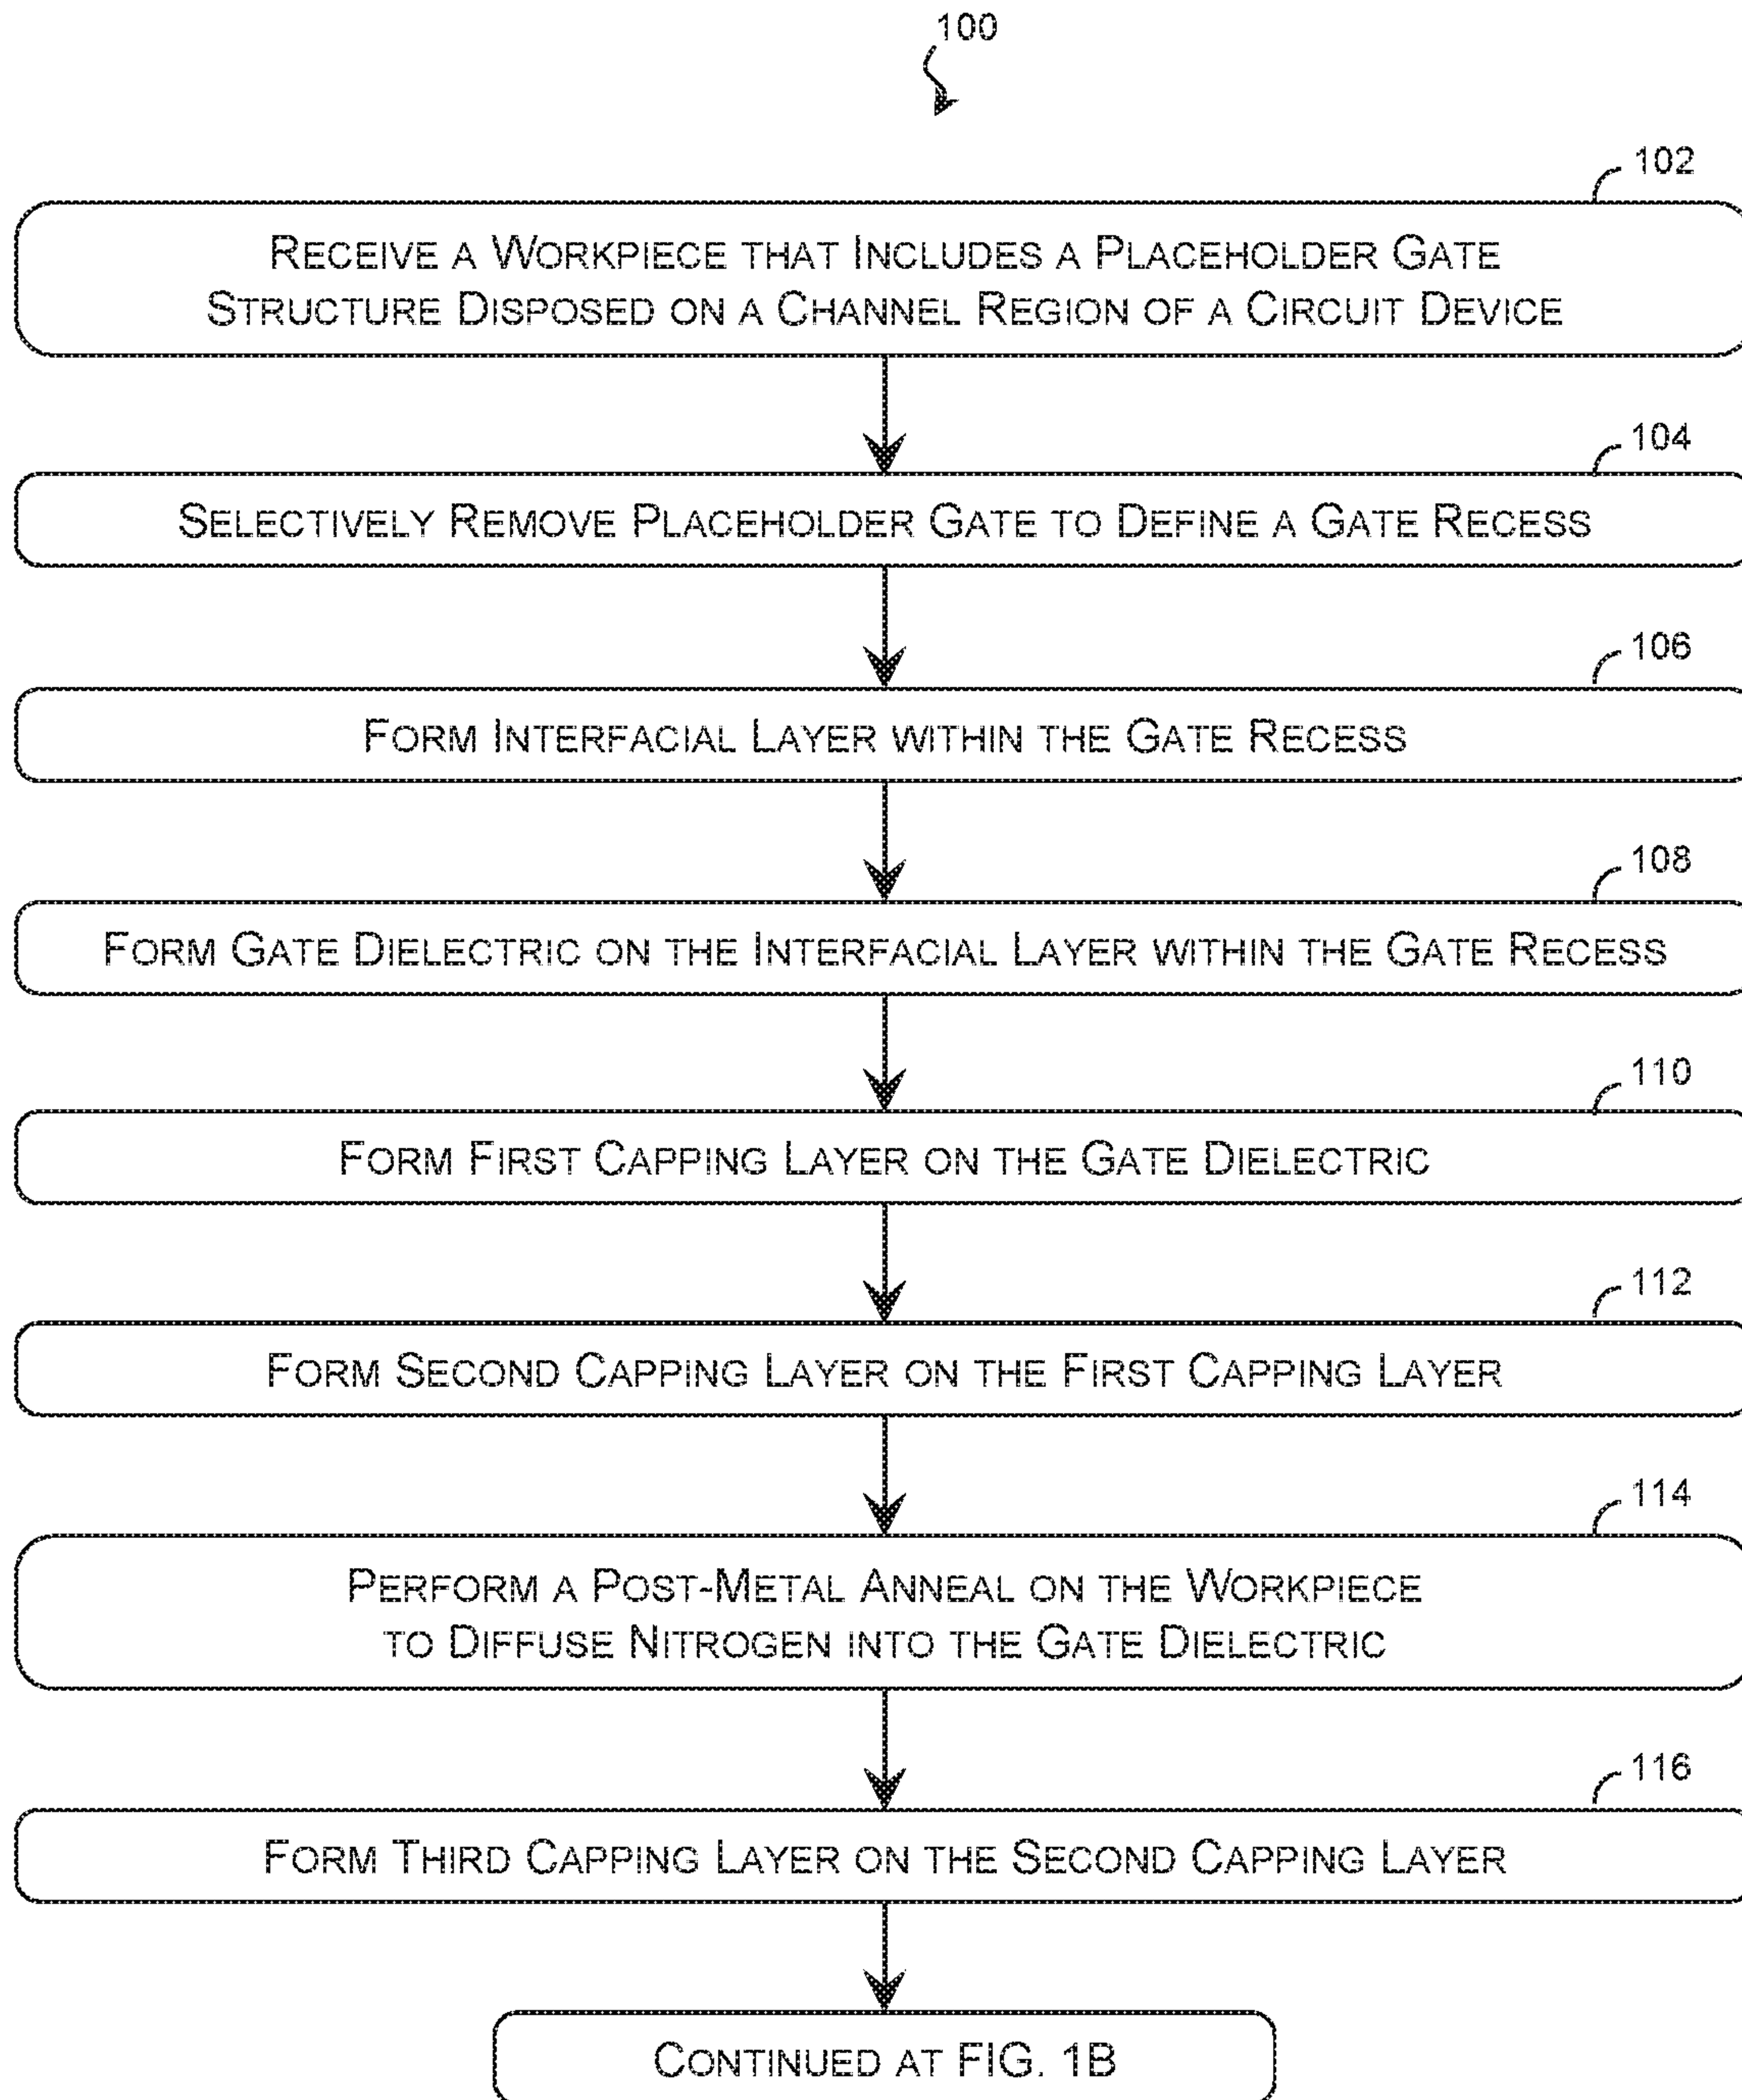 100
102
RECEIVE A WORKPIECE THAT INCLUDES A PLACEHOLDER GATE
STRUCTURE DISPOSED ON A CHANNEL REGION OF A CIRCUIT DEVICE
104
SELECTIVELY REMOVE PLACEHOLDER GATE TO DEFINE A GATE RECESS
106
FORM INTERFACIAL LAYER WITHIN THE GATE RECESS
108
FORM GATE DIELECTRIC ON THE INTERFACIAL LAYER WITHIN THE GATE RECESS
110
FORM FIRST CAPPING LAYER ON THE GATE DIELECTRIC
112
FORM SECOND CAPPING LAYER ON THE FIRST CAPPING LAYER
114
PERFORM A POST-METAL ANNEAL ON THE WORKPIECE
TO DIFFUSE NITROGEN INTO THE GATE DIELECTRIC
116
FORM THIRD CAPPING LAYER ON THE SECOND CAPPING LAYER
CONTINUED AT FIG. 1B